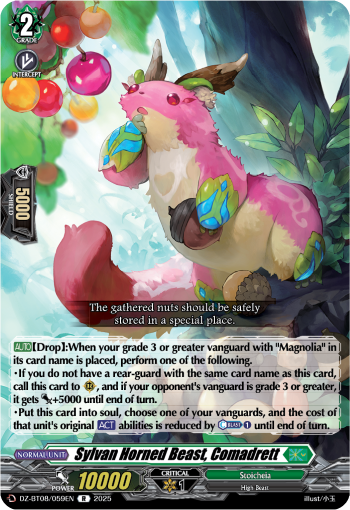 2
GRADE
INTERCEPT
5000
SHIELD
The gathered nuts should be safely
stored in a special place.
AUTO【Drop】:When your grade 3 or greater vanguard with "Magnolia" in
its card name is placed, perform one of the following.
・If you do not have a rear-guard with the same card name as this card,
call this card to , and if your opponent's vanguard is grade 3 or greater,
it gets +5000 until end of turn.
・Put this card into soul, choose one of your vanguards, and the cost of
that unit's original ACT abilities is reduced by BLAST 1 until end of turn.
NORMAL UNIT Sylvan Horned Beast, Comadrett
POWER 10000 CRITICAL 1 Stoicheia
High Beast
DZ-BT08/059EN R 2025 illust/小玉